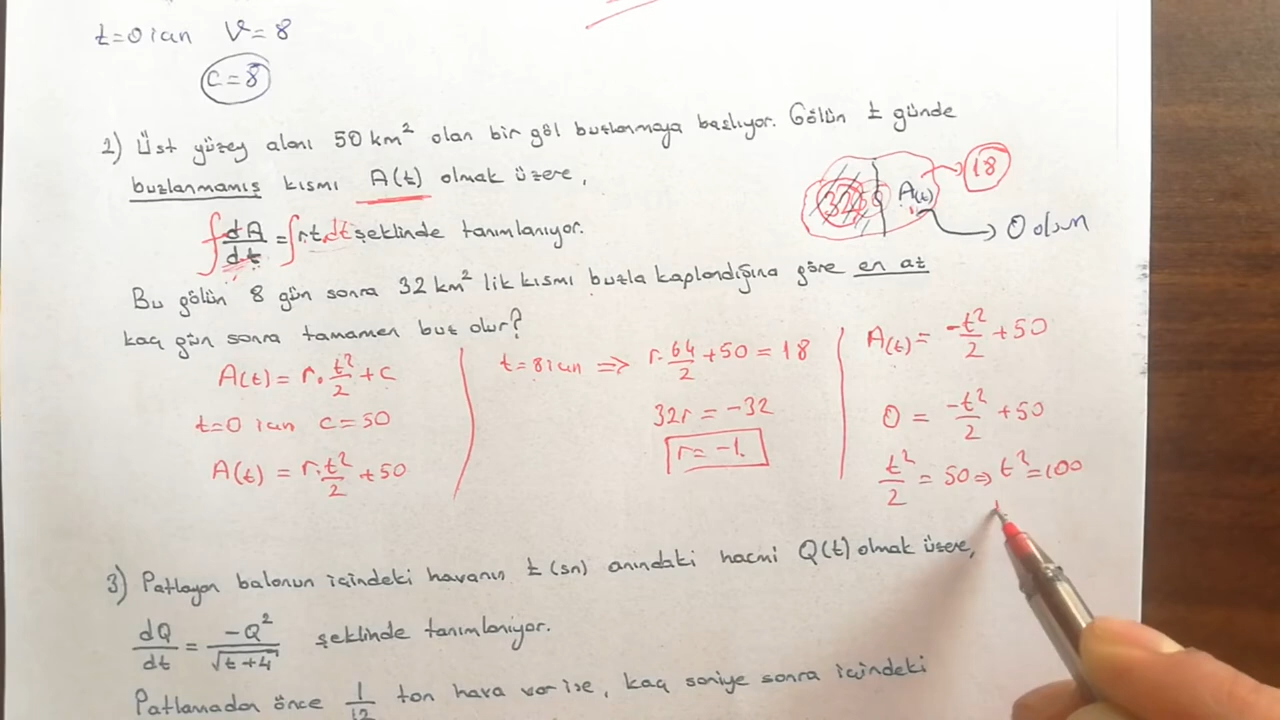 t=0 için V=8
C=8
2) Üst yüzey alanı 50 km² olan bir göl buzlanmaya başlıyor. Gölün t günde
buzlanmamış kısmı A(t) olmak üzere,
A(t) 18
32
0 olsun
∫dA/dt = ∫r.t.dt şeklinde tanımlanıyor.
Bu gölün 8 gün sonra 32 km² lik kısmı buzla kaplandığına göre en az
kaç gün sonra tamamen buz olur?
A(t) = r.t²/2 + c
t=0 için c=50
A(t) = r.t²/2 + 50
t=8 için ⇒ r.64/2 + 50 = 18
32r = -32
r = -1.
A(t) = -t²/2 + 50
0 = -t²/2 + 50
t²/2 = 50 ⇒ t² = 100
3) Patlayan balonun içindeki havanın t (sn) anındaki hacmi Q(t) olmak üzere,
dQ/dt = -Q²/√t+4 şeklinde tanımlanıyor.
Patlamadan önce 1/12 ton hava var ise, kaç saniye sonra içindeki